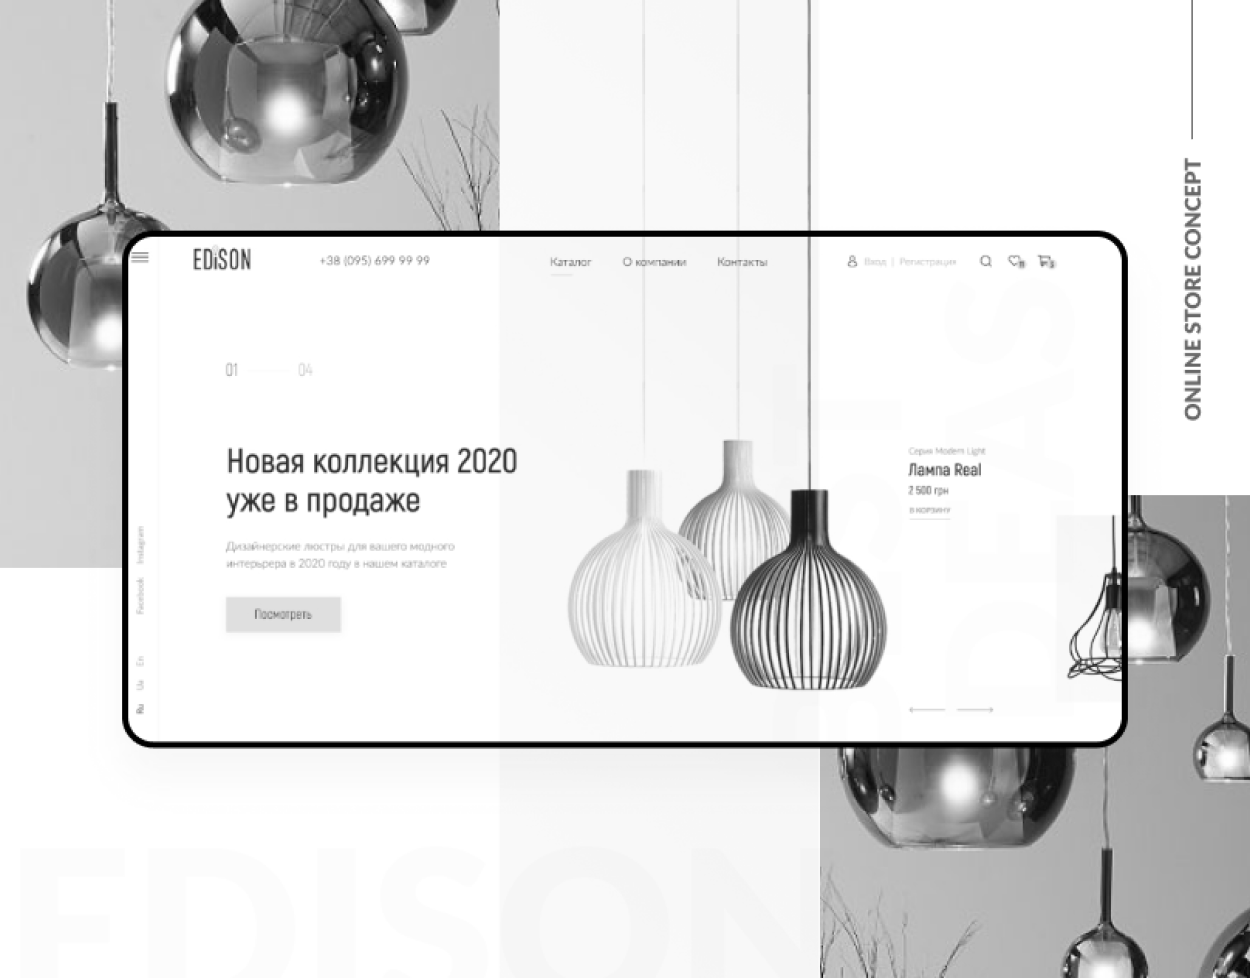 ONLINE STORE CONCEPT
EDiSON
+38 (095) 699 99 99
Каталог
О компании
Контакты
Вход | Регистрация
01
04
Новая коллекция 2020
уже в продаже
Дизайнерские люстры для вашего модного
интерьрера в 2020 году в нашем каталоге
Посмотреть
Серия Modern Light
Лампа Real
2 500 грн
В КОРЗИНУ
Instagram
Facebook
En
Ua
Ru
IDEAS
EDISON